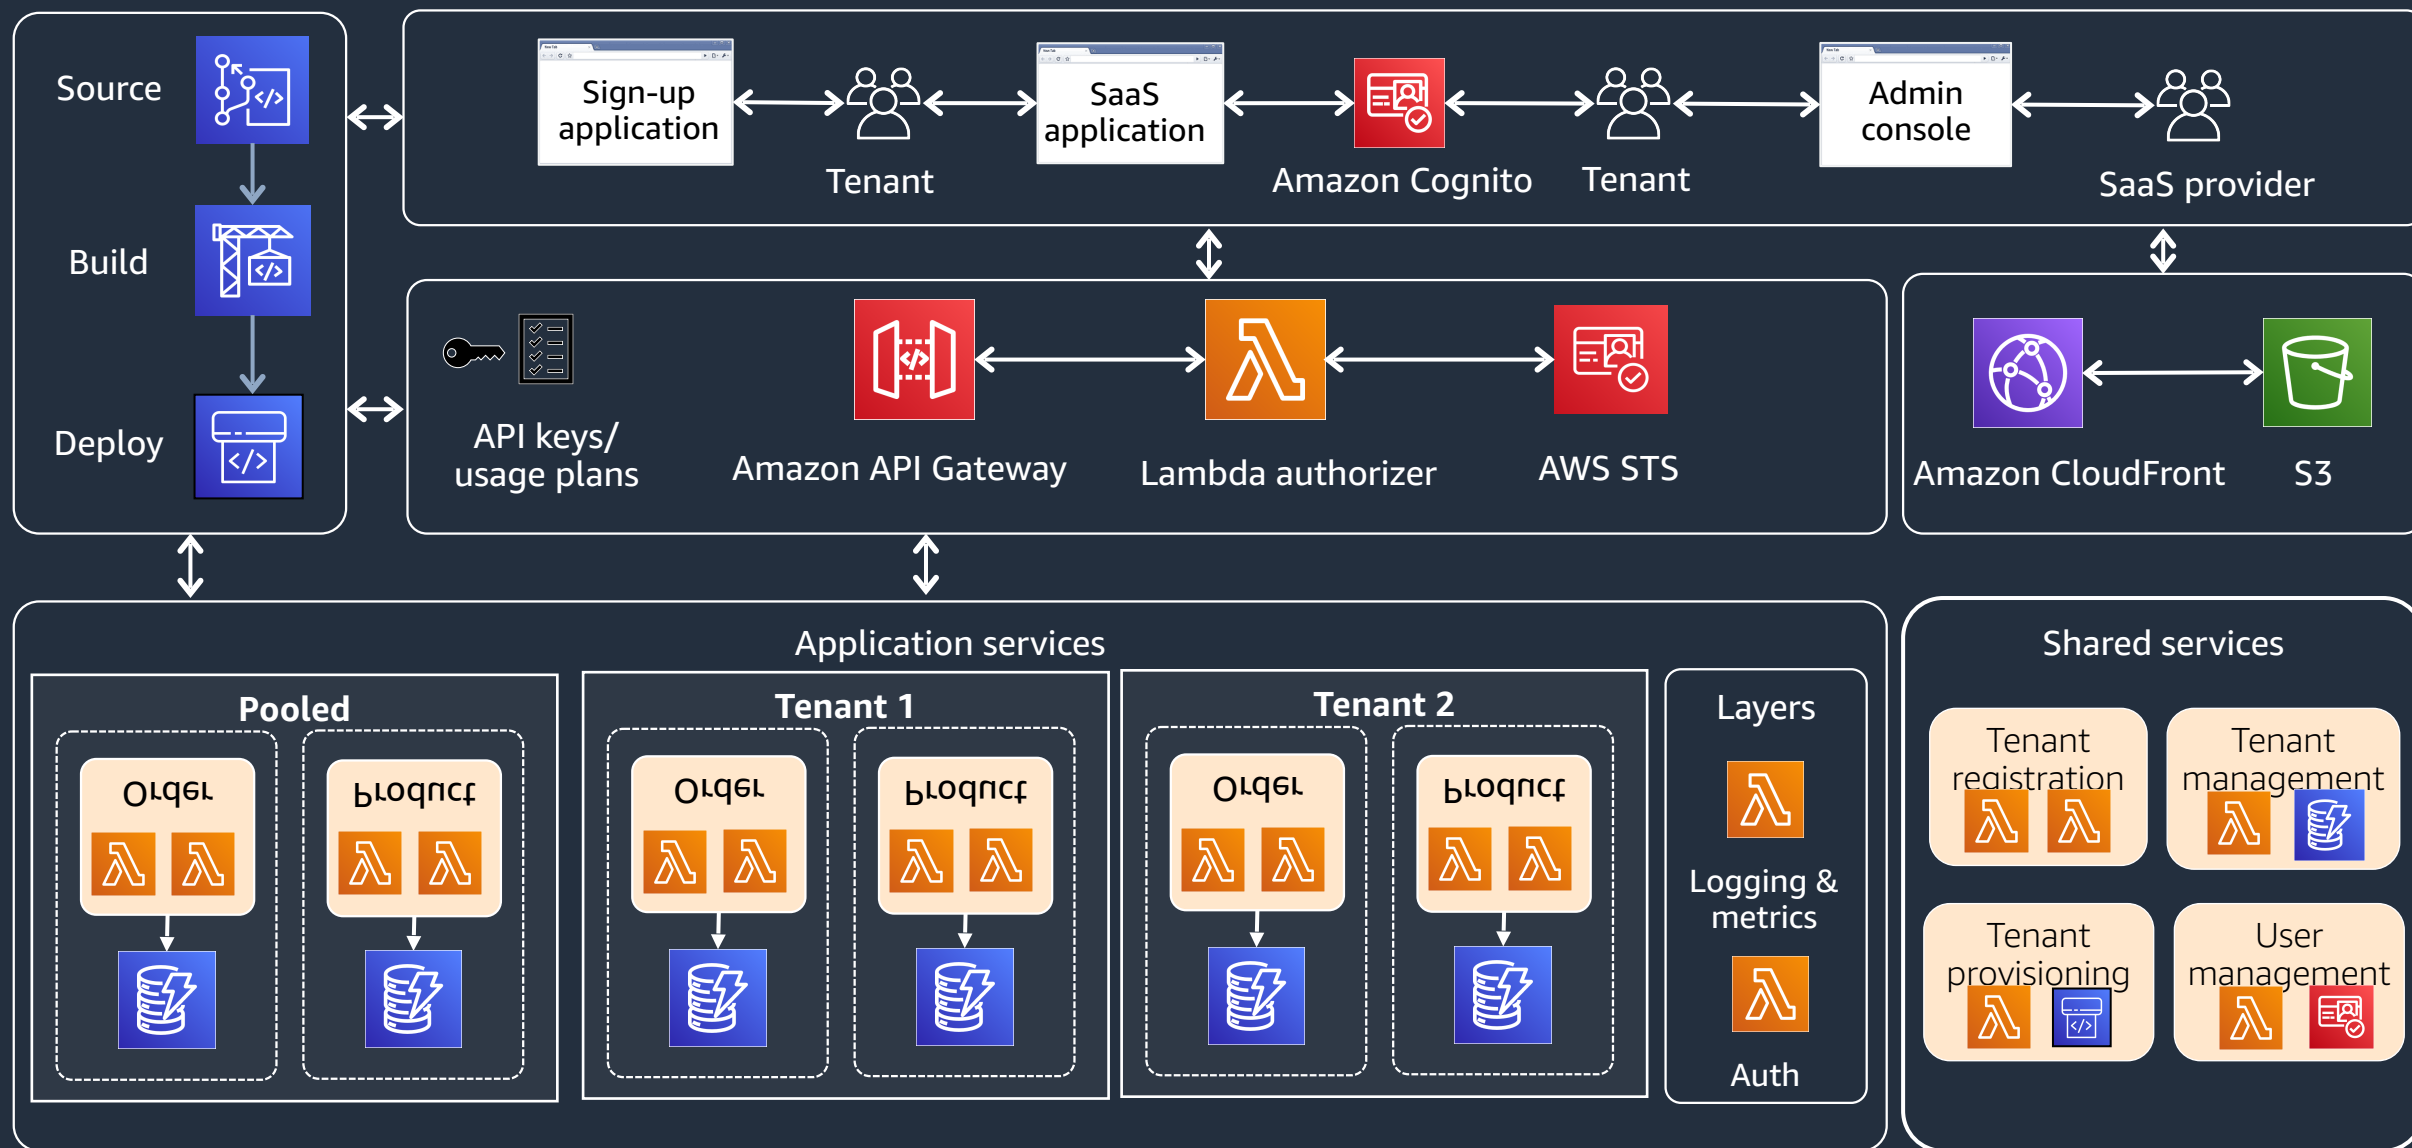 Source
Build
Deploy
Sign-up
application
Tenant
SaaS
application
Amazon Cognito
Tenant
Admin
console
SaaS provider
API keys/
usage plans
Amazon API Gateway
Lambda authorizer
AWS STS
Amazon CloudFront
S3
Application services
Pooled
Order
Product
Tenant 1
Order
Product
Tenant 2
Order
Product
Layers
Logging &
metrics
Auth
Shared services
Tenant
registration
Tenant
management
Tenant
provisioning
User
management